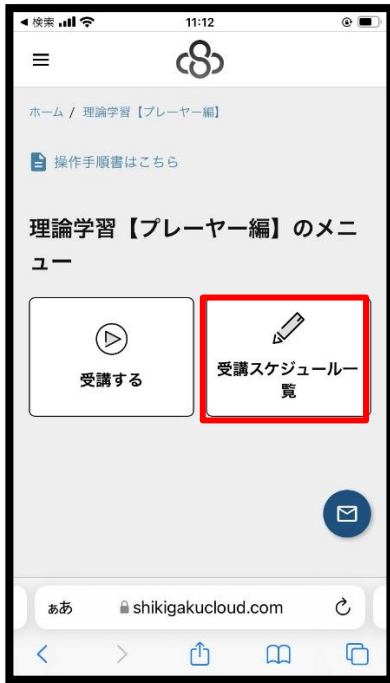 ◀検索
11:12
ホーム / 理論学習【プレーヤー編】
操作手順書はこちら
理論学習【プレーヤー編】のメニ
ュー
受講する
受講スケジュール一
覧
ぁあ
shikigakucloud.com